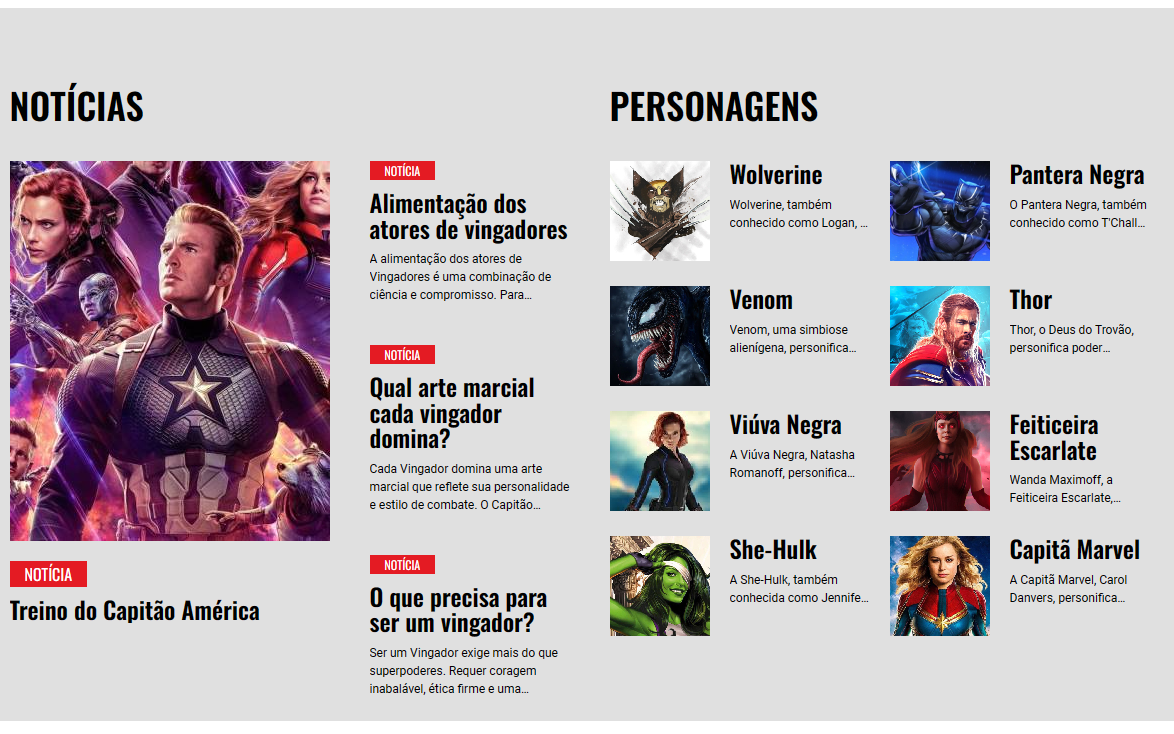 NOTÍCIAS
Treino do Capitão América
NOTÍCIA
NOTÍCIA
Alimentação dos
atores de vingadores
A alimentação dos atores de
Vingadores é uma combinação de
ciência e compromisso. Para...
NOTÍCIA
Qual arte marcial
cada vingador
domina?
Cada Vingador domina uma arte
marcial que reflete sua personalidade
e estilo de combate. O Capitão...
NOTÍCIA
O que precisa para
ser um vingador?
Ser um Vingador exige mais do que
superpoderes. Requer coragem
inabalável, ética firme e uma...
PERSONAGENS
Wolverine
Wolverine, também
conhecido como Logan, ...
Pantera Negra
O Pantera Negra, também
conhecido como T'Chall...
Venom
Venom, uma simbiose
alienígena, personifica...
Thor
Thor, o Deus do Trovão,
personifica poder...
Viúva Negra
A Viúva Negra, Natasha
Romanoff, personifica...
Feiticeira
Escarlate
Wanda Maximoff, a
Feiticeira Escarlate,...
She-Hulk
A She-Hulk, também
conhecida como Jennife...
Capitã Marvel
A Capitã Marvel, Carol
Danvers, personifica...